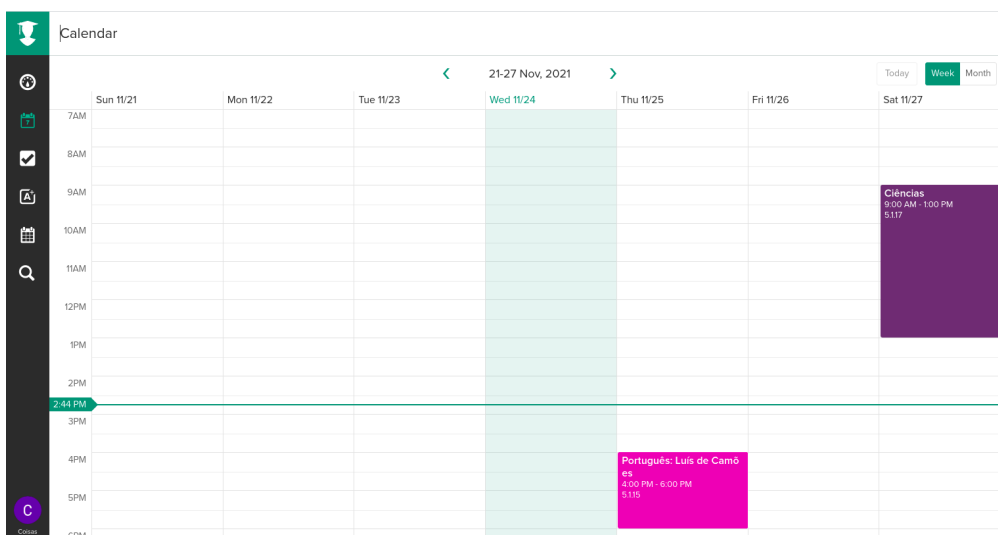 Calendar
21-27 Nov, 2021
Today
Week
Month
Sun 11/21
Mon 11/22
Tue 11/23
Wed 11/24
Thu 11/25
Fri 11/26
Sat 11/27
7AM
8AM
9AM
Ciências
9:00 AM - 1:00 PM
5.1.17
10AM
11AM
12PM
1PM
2PM
2:44 PM
3PM
4PM
Português: Luís de Camõ
es
4:00 PM - 6:00 PM
5.1.15
5PM
C
Coisas
6PM